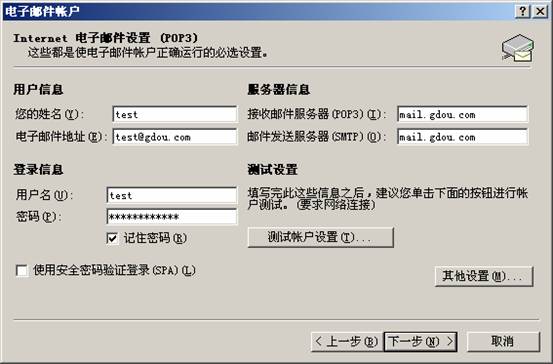 电子邮件帐户
Internet 电子邮件设置 (POP3)
这些都是使电子邮件帐户正确运行的必选设置。
用户信息
您的姓名(Y): test
电子邮件地址(E): test@gdou.com
服务器信息
接收邮件服务器(POP3)(I): mail.gdou.com
邮件发送服务器(SMTP)(O): mail.gdou.com
登录信息
用户名(U): test
密码(P): ************
记住密码(R)
使用安全密码验证登录(SPA)(L)
测试设置
填写完此这些信息之后，建议您单击下面的按钮进行帐
户测试。(要求网络连接)
测试帐户设置(T)...
其他设置(M)...
< 上一步(B)
下一步(N) >
取消